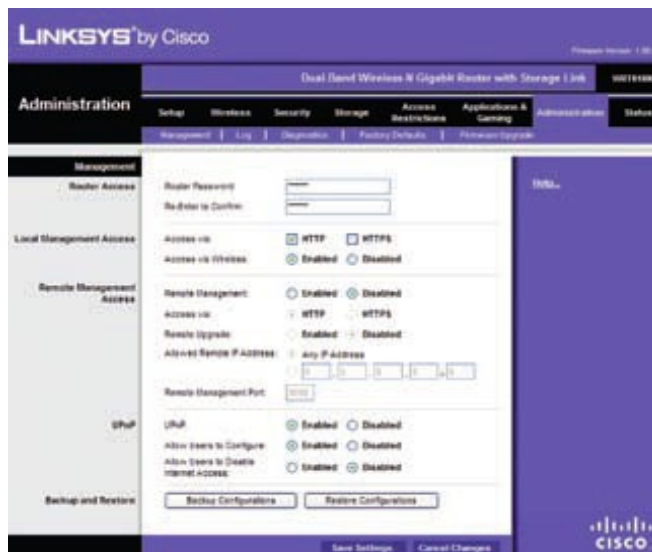 LINKSYS® by Cisco
Firmware Version:
Dual-Band Wireless-N Gigabit Router with Storage Link
Administration
Setup Wireless Security Storage Access Restrictions Applications & Gaming Administration Status
Management | Log | Diagnostics | Factory Defaults | Firmware Upgrade
Management
Router Access
Router Password:
Re-Enter to Confirm:
Help...
Local Management Access
Access via: HTTP HTTPS
Access via Wireless: Enabled Disabled
Remote Management Access
Remote Management: Enabled Disabled
Access via: HTTP HTTPS
Remote Upgrade: Enabled Disabled
Allowed Remote IP Address: Any IP Address
Remote Management Port:
UPnP
UPnP: Enabled Disabled
Allow Users to Configure: Enabled Disabled
Allow Users to Disable Internet Access: Enabled Disabled
Backup and Restore
Backup Configurations Restore Configurations
Save Settings Cancel Changes
CISCO